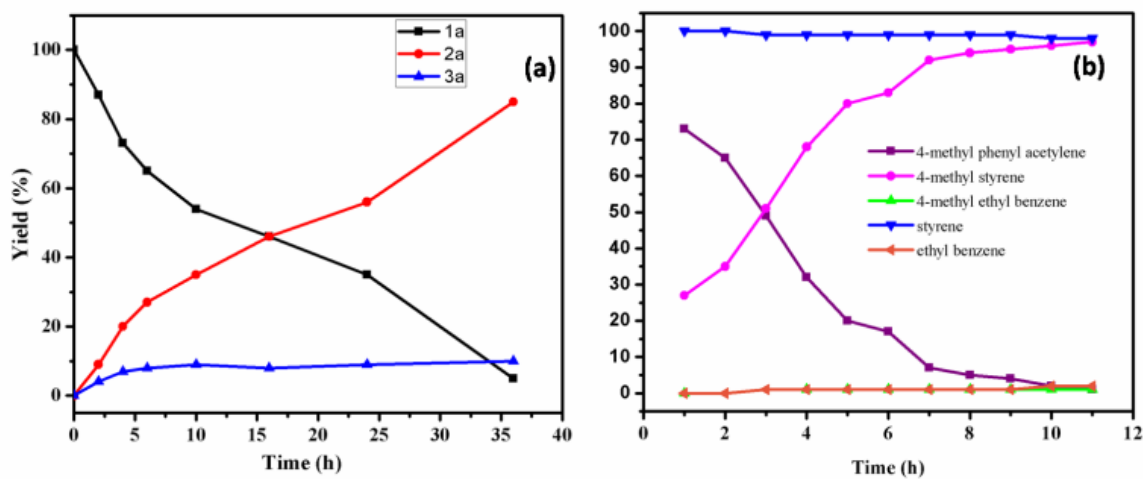 1a
2a
3a
(a)
Yield (%)
100
80
60
40
20
0
0 5 10 15 20 25 30 35 40
Time (h)
(b)
100
90
80
70
60
50
40
30
20
10
0
4-methyl phenyl acetylene
4-methyl styrene
4-methyl ethyl benzene
styrene
ethyl benzene
0 2 4 6 8 10 12
Time (h)